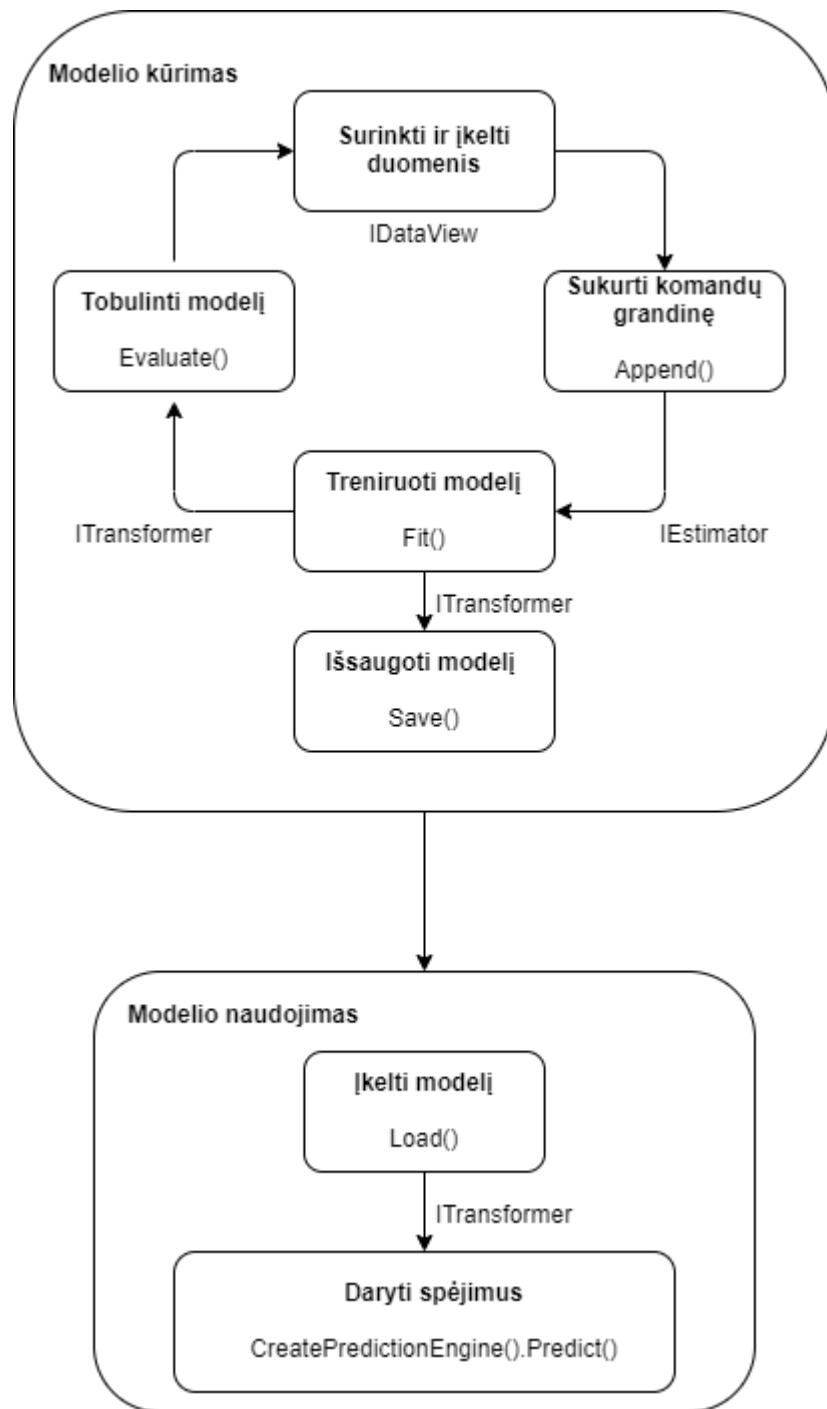 Modelio kūrimas
Surinkti ir įkelti
duomenis
IDataView
Tobulinti modelį
Evaluate()
Sukurti komandų
grandinę
Append()
Treniruoti modelį
Fit()
ITransformer
IEstimator
ITransformer
Išsaugoti modelį
Save()
Modelio naudojimas
Įkelti modelį
Load()
ITransformer
Daryti spėjimus
CreatePredictionEngine().Predict()